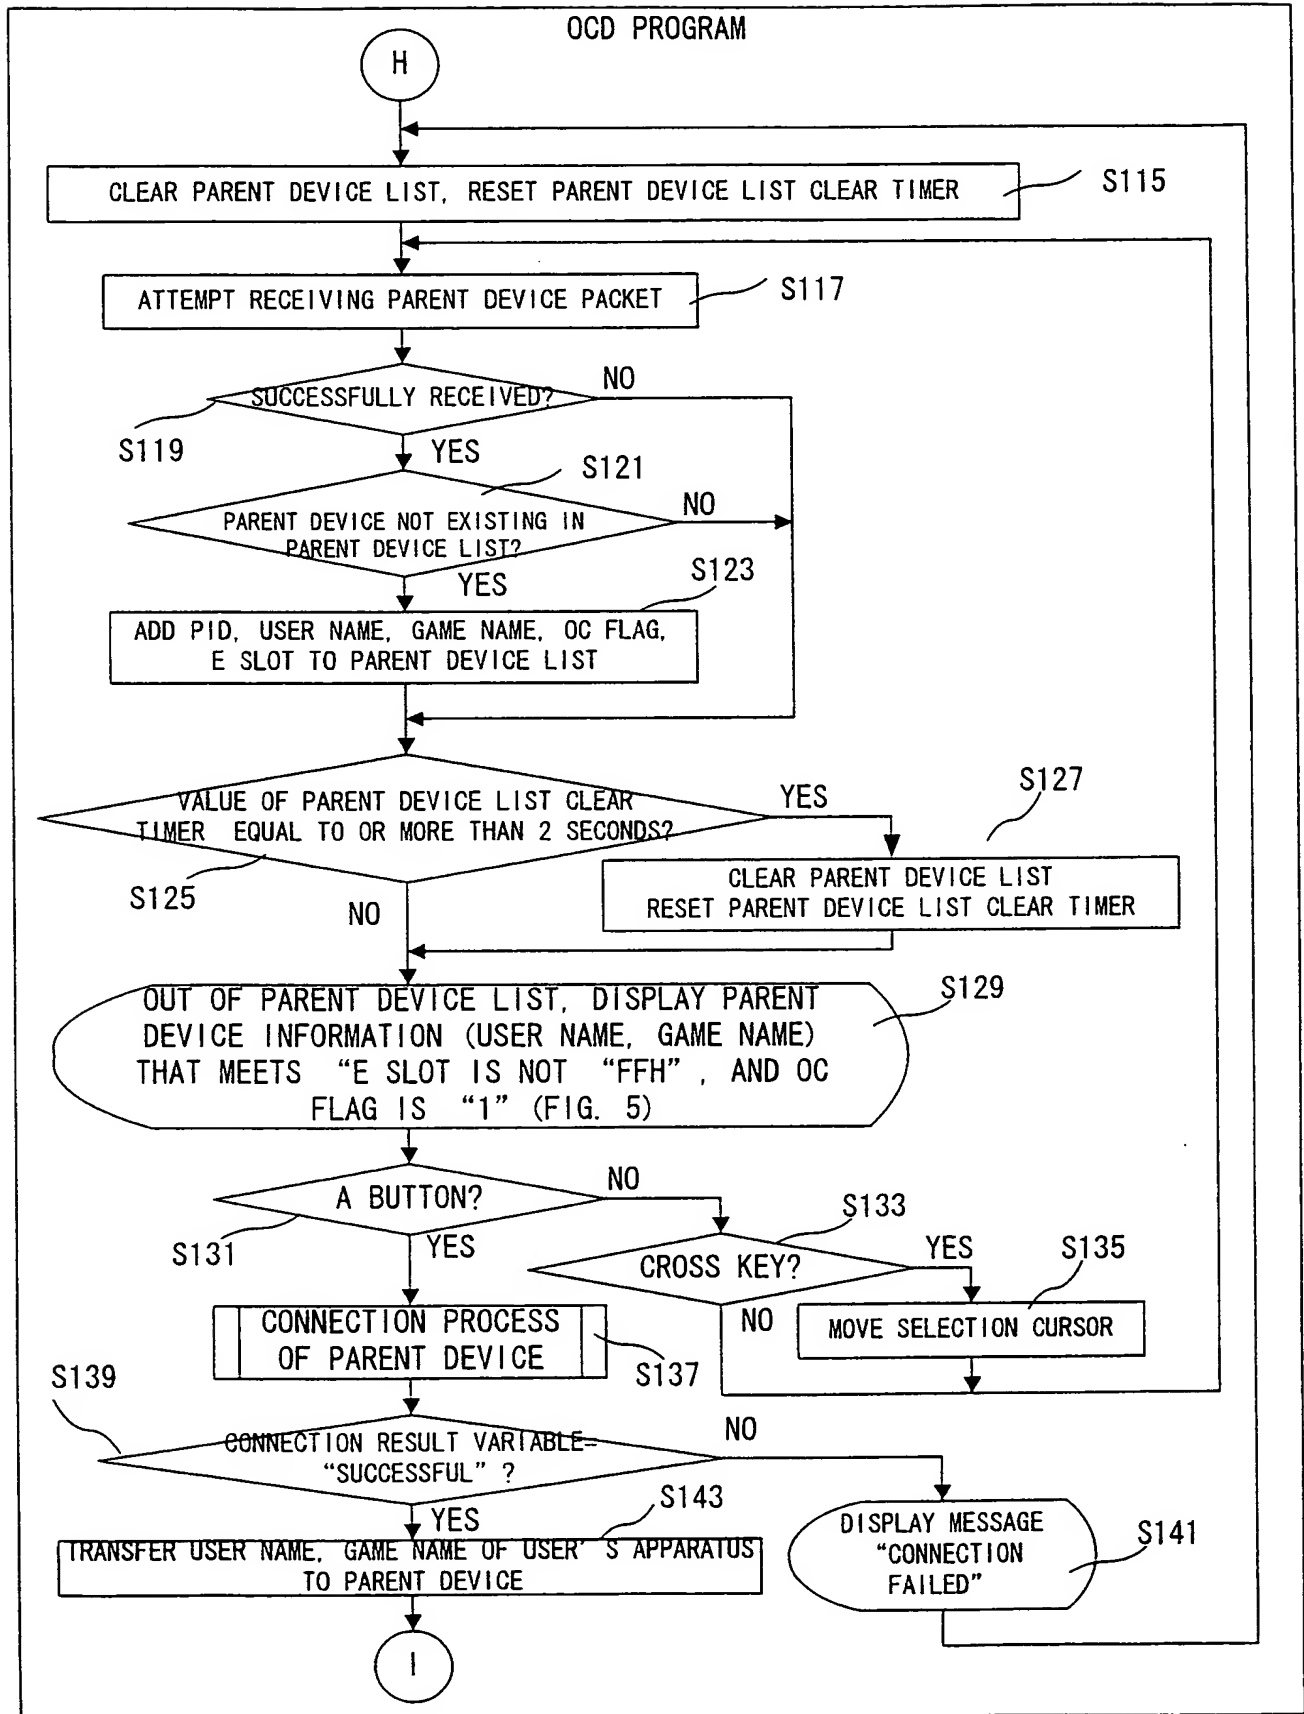 OCD PROGRAM
H
CLEAR PARENT DEVICE LIST, RESET PARENT DEVICE LIST CLEAR TIMER
S115
ATTEMPT RECEIVING PARENT DEVICE PACKET
S117
SUCCESSFULLY RECEIVED?
NO
S119
YES
S121
PARENT DEVICE NOT EXISTING IN
PARENT DEVICE LIST?
NO
YES
S123
ADD PID, USER NAME, GAME NAME, OC FLAG,
E SLOT TO PARENT DEVICE LIST
VALUE OF PARENT DEVICE LIST CLEAR
TIMER EQUAL TO OR MORE THAN 2 SECONDS?
YES
S127
S125
NO
CLEAR PARENT DEVICE LIST
RESET PARENT DEVICE LIST CLEAR TIMER
OUT OF PARENT DEVICE LIST, DISPLAY PARENT
DEVICE INFORMATION (USER NAME, GAME NAME)
THAT MEETS "E SLOT IS NOT "FFH", AND OC
FLAG IS "1" (FIG. 5)
S129
A BUTTON?
NO
S131
YES
S133
CROSS KEY?
YES
S135
NO
MOVE SELECTION CURSOR
CONNECTION PROCESS
OF PARENT DEVICE
S137
S139
CONNECTION RESULT VARIABLE=
"SUCCESSFUL" ?
NO
YES
S143
TRANSFER USER NAME, GAME NAME OF USER'S APPARATUS
TO PARENT DEVICE
DISPLAY MESSAGE
"CONNECTION
FAILED"
S141
I